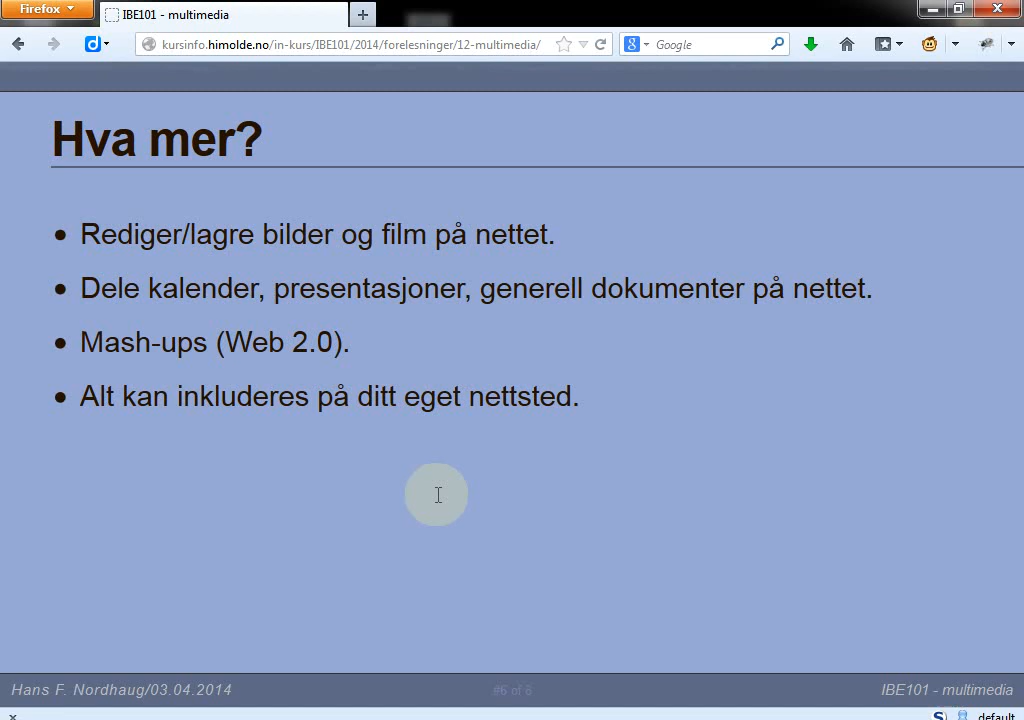 Firefox
IBE101 - multimedia
kursinfo.himolde.no/in-kurs/IBE101/2014/forelesninger/12-multimedia/
Google
Hva mer?
Rediger/lagre bilder og film på nettet.
Dele kalender, presentasjoner, generell dokumenter på nettet.
Mash-ups (Web 2.0).
Alt kan inkluderes på ditt eget nettsted.
Hans F. Nordhaug/03.04.2014
#6 of 6
IBE101 - multimedia
default